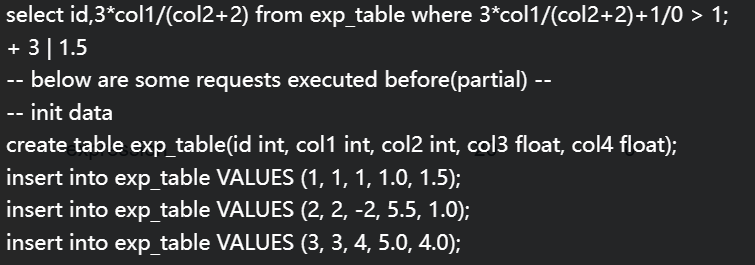 select id,3*col1/(col2+2) from exp_table where 3*col1/(col2+2)+1/0 > 1;
+ 3 | 1.5
-- below are some requests executed before(partial) --
-- init data
create table exp_table(id int, col1 int, col2 int, col3 float, col4 float);
insert into exp_table VALUES (1, 1, 1, 1.0, 1.5);
insert into exp_table VALUES (2, 2, -2, 5.5, 1.0);
insert into exp_table VALUES (3, 3, 4, 5.0, 4.0);